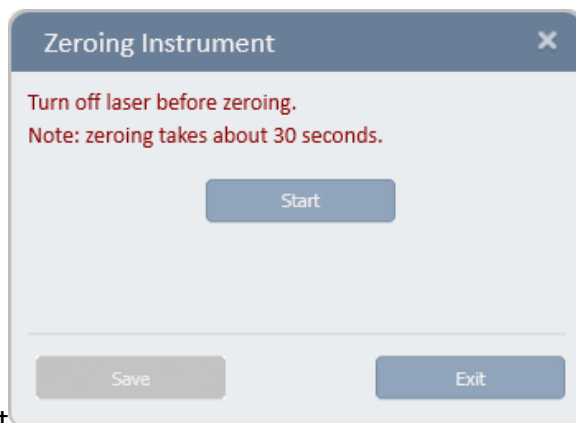 Zeroing Instrument
Turn off laser before zeroing.
Note: zeroing takes about 30 seconds.
Start
Save
Exit